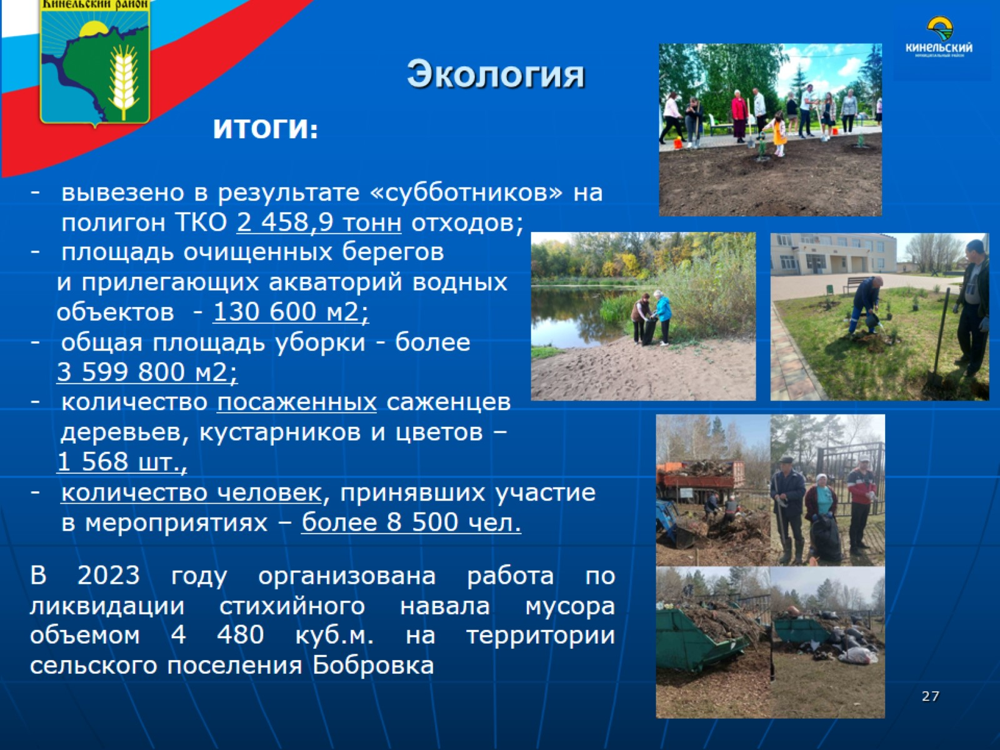 Кинельский район
КИНЕЛЬСКИЙ
МУНИЦИПАЛЬНЫЙ РАЙОН
Экология
ИТОГИ:
- вывезено в результате «субботников» на
полигон ТКО 2 458,9 тонн отходов;
- площадь очищенных берегов
и прилегающих акваторий водных
объектов - 130 600 м2;
- общая площадь уборки - более
3 599 800 м2;
- количество посаженных саженцев
деревьев, кустарников и цветов –
1 568 шт.,
- количество человек, принявших участие
в мероприятиях – более 8 500 чел.
В 2023 году организована работа по
ликвидации стихийного навала мусора
объемом 4 480 куб.м. на территории
сельского поселения Бобровка
27